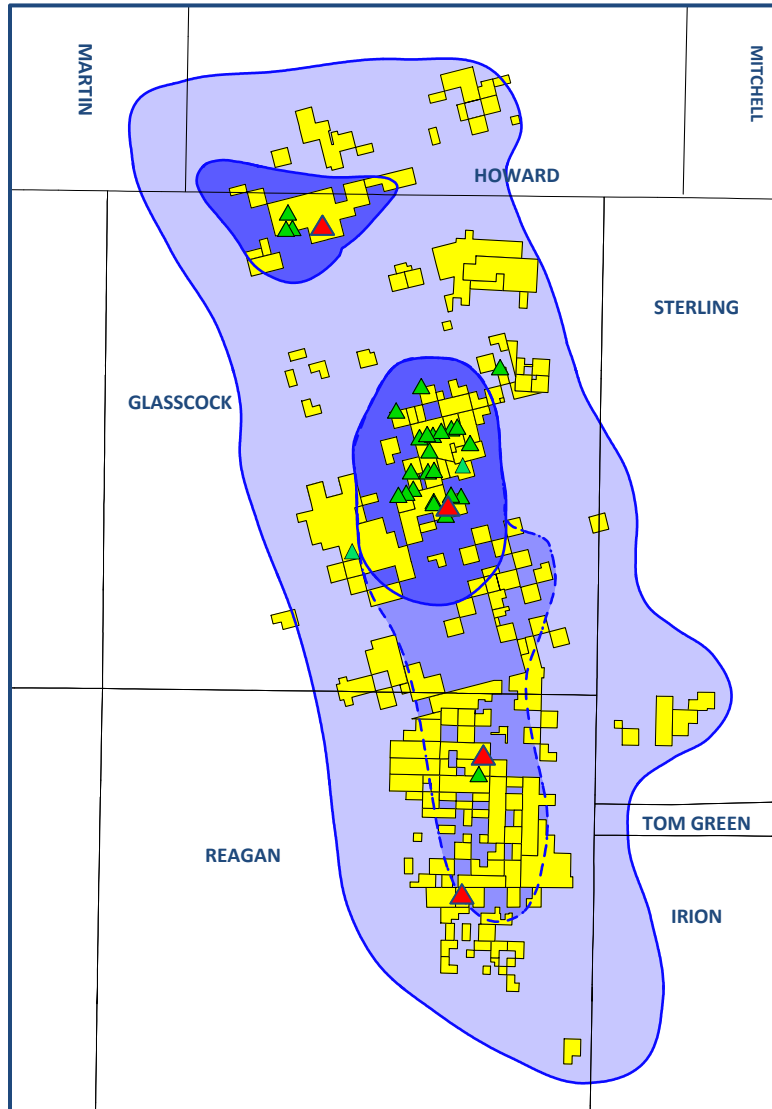 MARTIN
MITCHELL
HOWARD
STERLING
GLASSCOCK
TOM GREEN
REAGAN
IRION